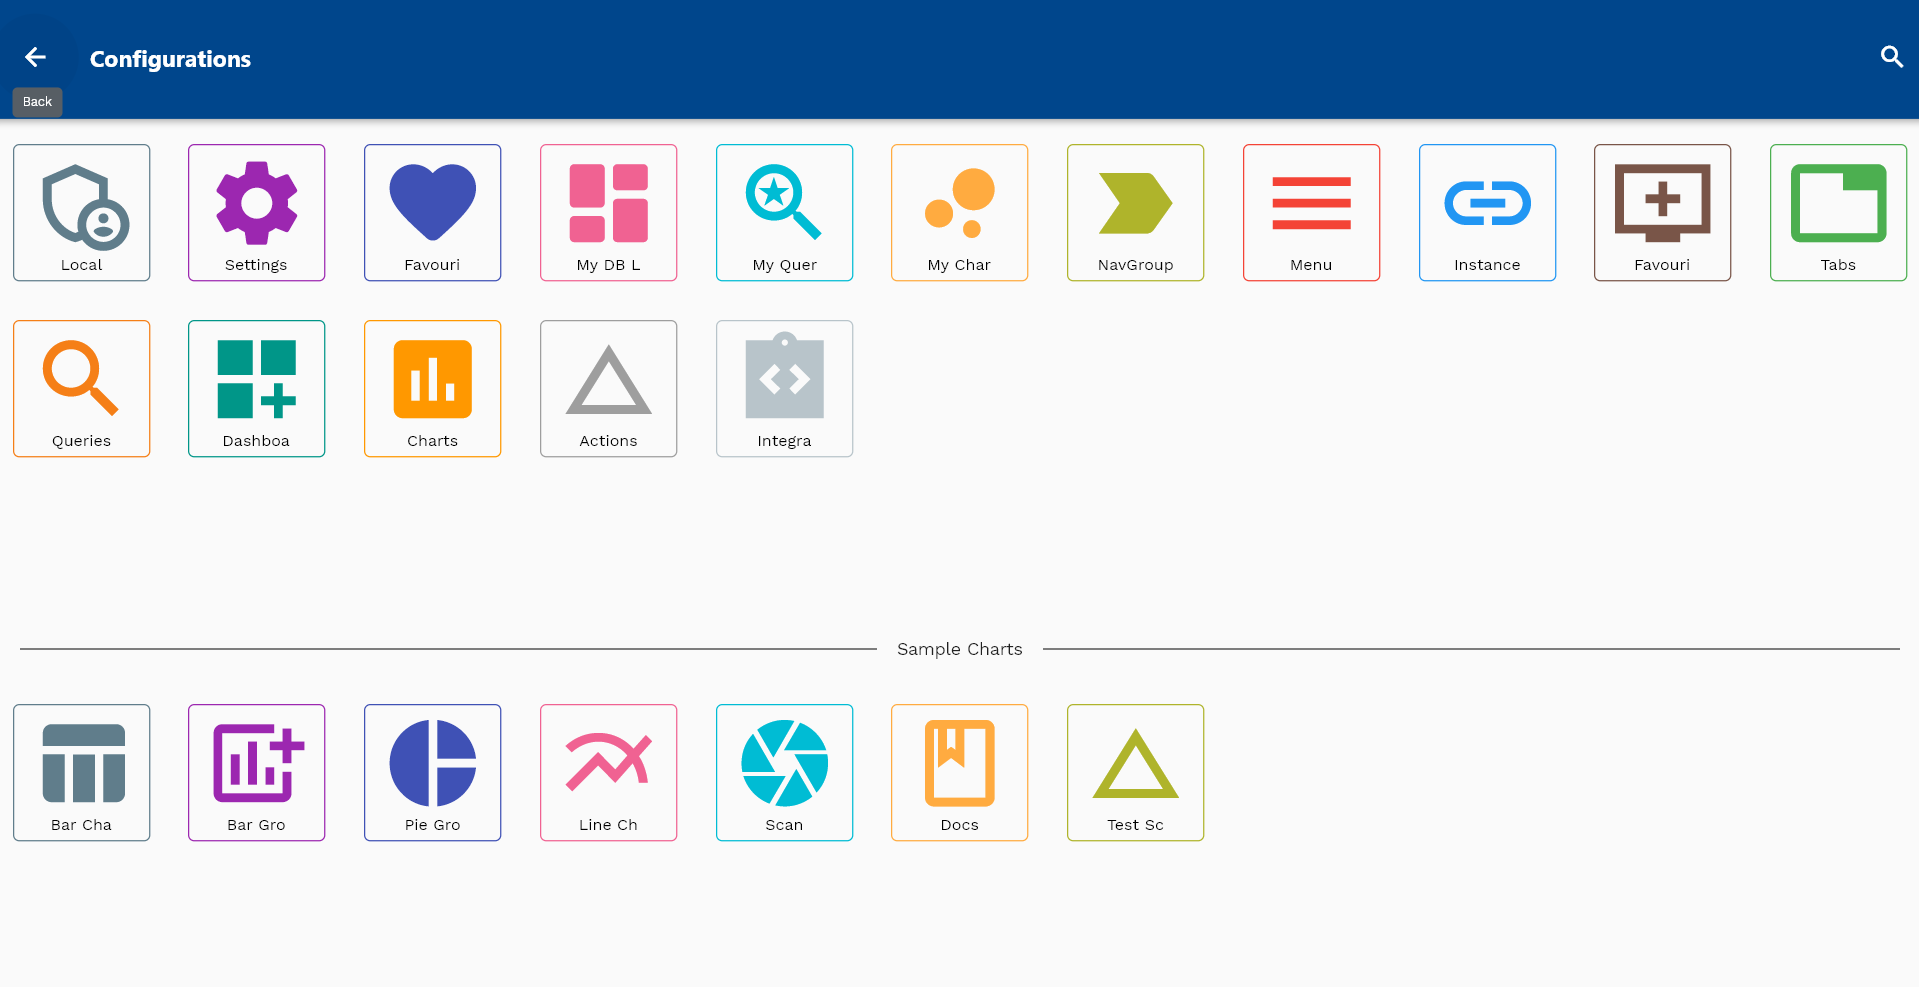 Configurations
Back
Local
Settings
Favouri
My DB L
My Quer
My Char
NavGroup
Menu
Instance
Favouri
Tabs
Queries
Dashboa
Charts
Actions
Integra
Sample Charts
Bar Cha
Bar Gro
Pie Gro
Line Ch
Scan
Docs
Test Sc